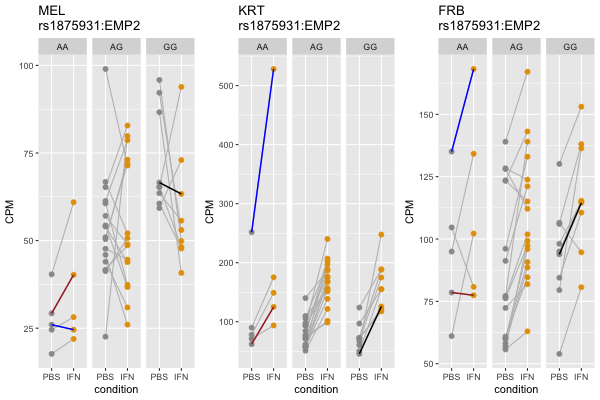 MEL
rs1875931:EMP2
AA AG GG
100
75
50
25
CPM
PBS IFN PBS IFN PBS IFN
condition
KRT
rs1875931:EMP2
AA AG GG
500
400
300
200
100
CPM
PBS IFN PBS IFN PBS IFN
condition
FRB
rs1875931:EMP2
AA AG GG
150
125
100
75
50
CPM
PBS IFN PBS IFN PBS IFN
condition